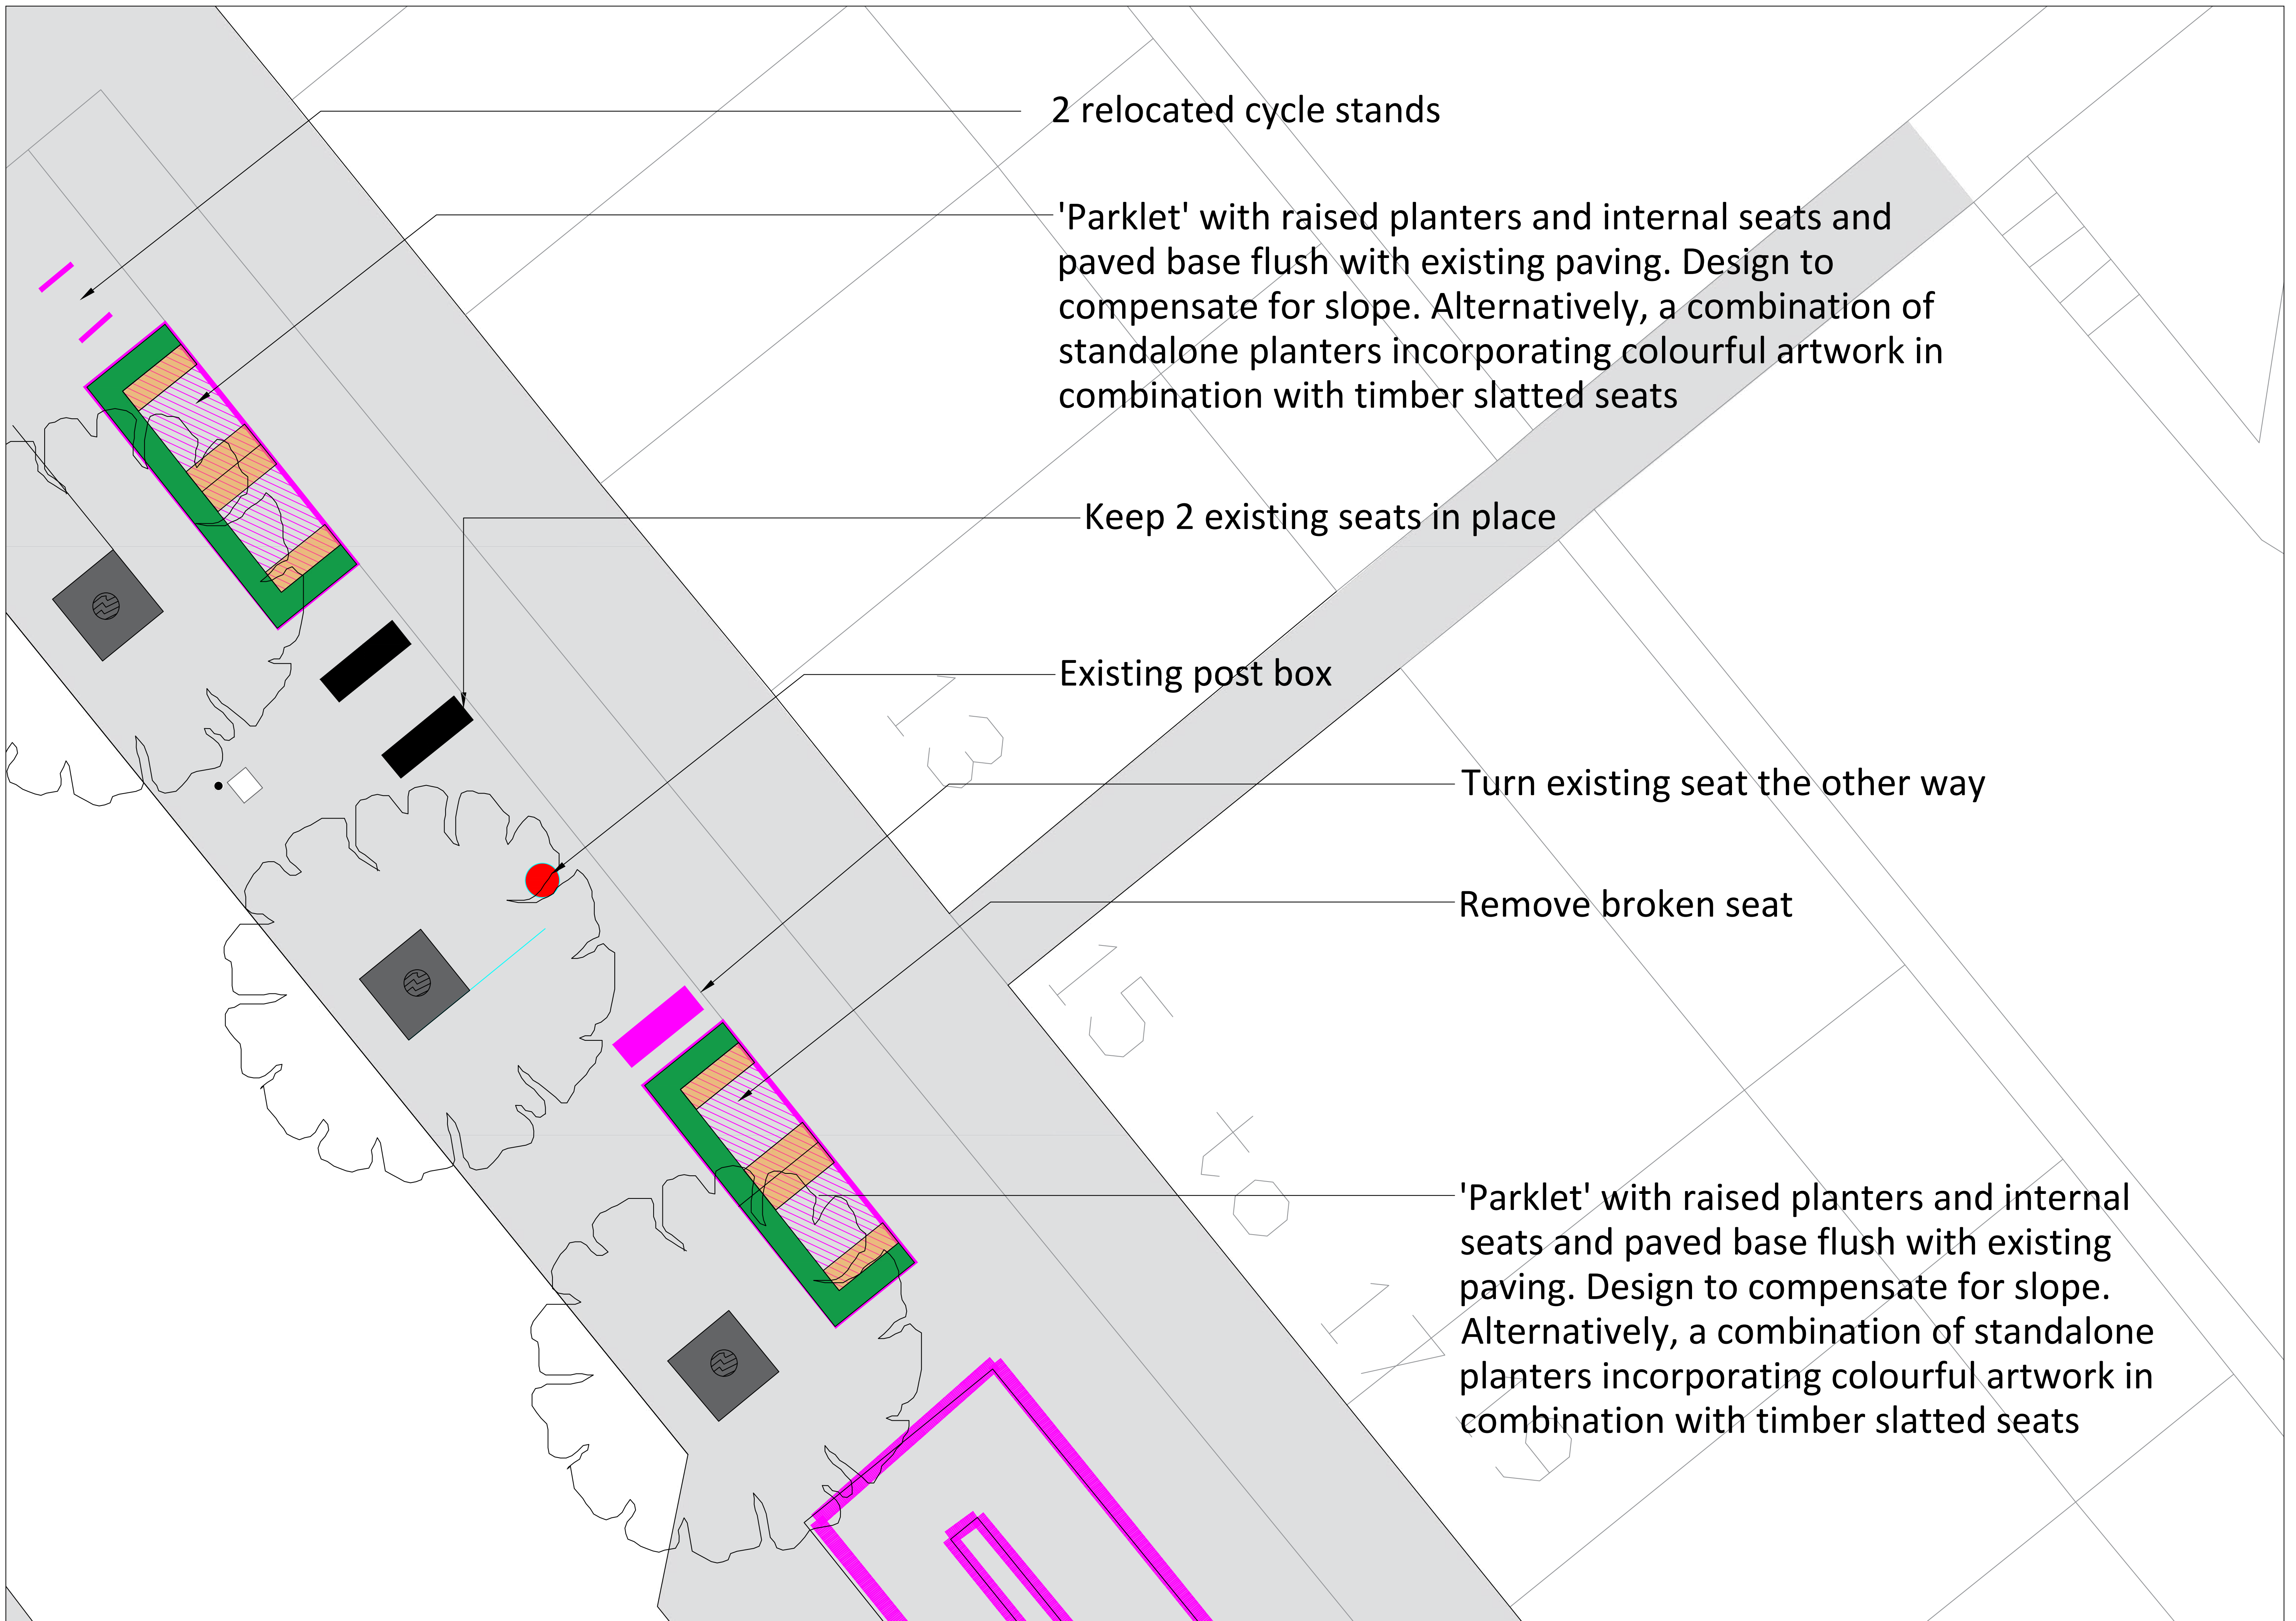 2 relocated cycle stands
'Parklet' with raised planters and internal seats and
paved base flush with existing paving. Design to
compensate for slope. Alternatively, a combination of
standalone planters incorporating colourful artwork in
combination with timber slatted seats
Keep 2 existing seats in place
Existing post box
18
Turn existing seat the other way
Remove broken seat
15
'Parklet' with raised planters and internal
seats and paved base flush with existing
paving. Design to compensate for slope.
Alternatively, a combination of standalone
planters incorporating colourful artwork in
combination with timber slatted seats